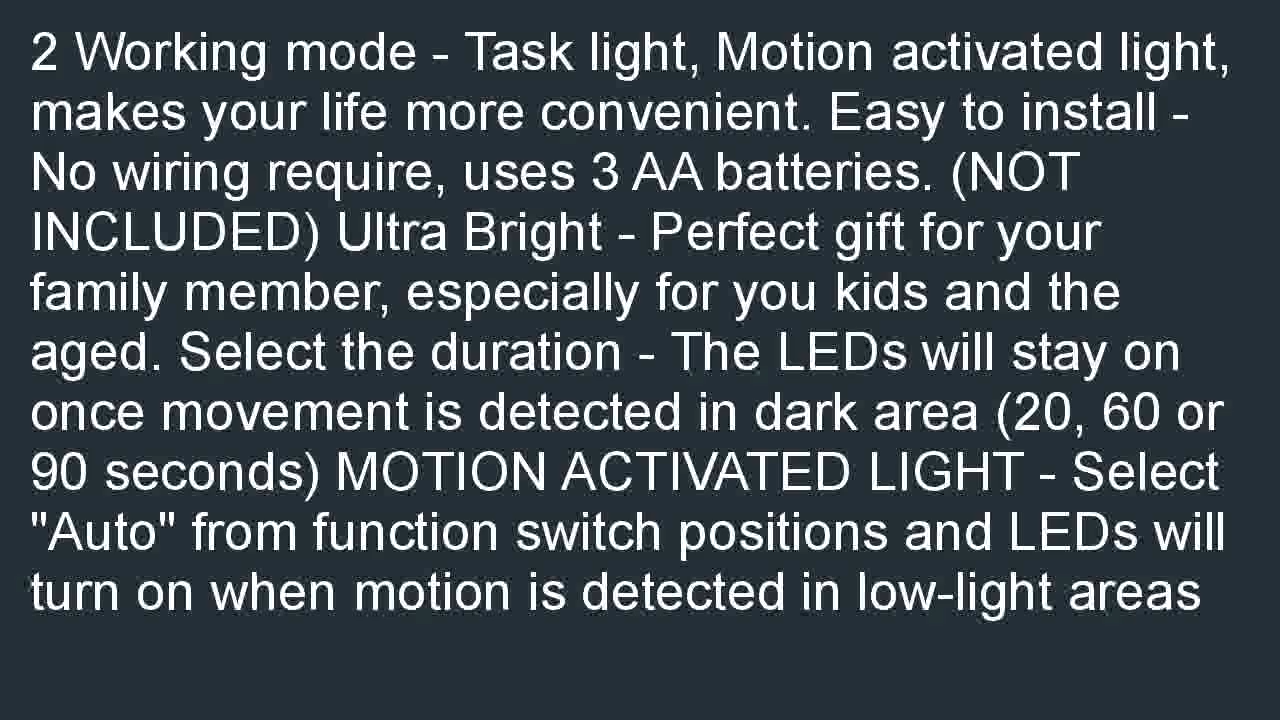 2 Working mode - Task light, Motion activated light,
makes your life more convenient. Easy to install -
No wiring require, uses 3 AA batteries. (NOT
INCLUDED) Ultra Bright - Perfect gift for your
family member, especially for you kids and the
aged. Select the duration - The LEDs will stay on
once movement is detected in dark area (20, 60 or
90 seconds) MOTION ACTIVATED LIGHT - Select
"Auto" from function switch positions and LEDs will
turn on when motion is detected in low-light areas